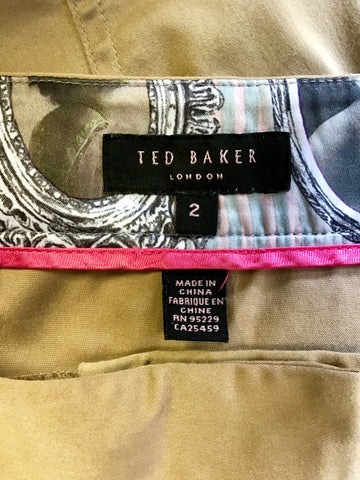 TED BAKER
LONDON
2
MADE IN
CHINA
FABRIQUE EN
CHINE
RN 95229
CA25459